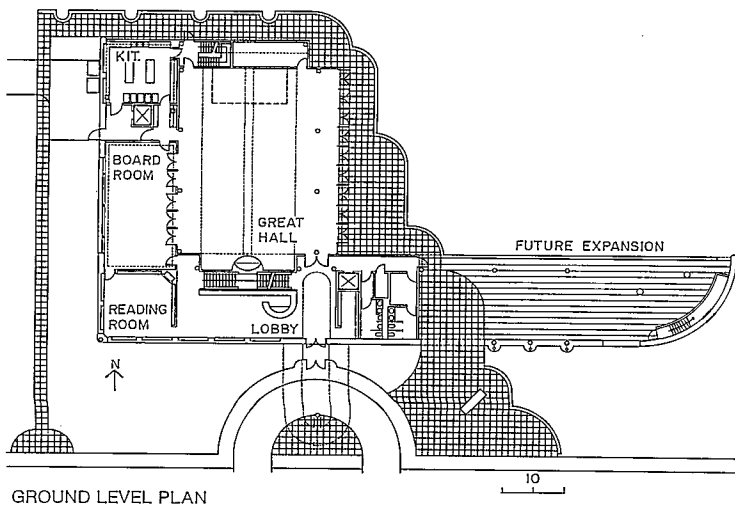 KIT.
BOARD
ROOM
GREAT
HALL
FUTURE EXPANSION
READING
ROOM
LOBBY
N
10
GROUND LEVEL PLAN